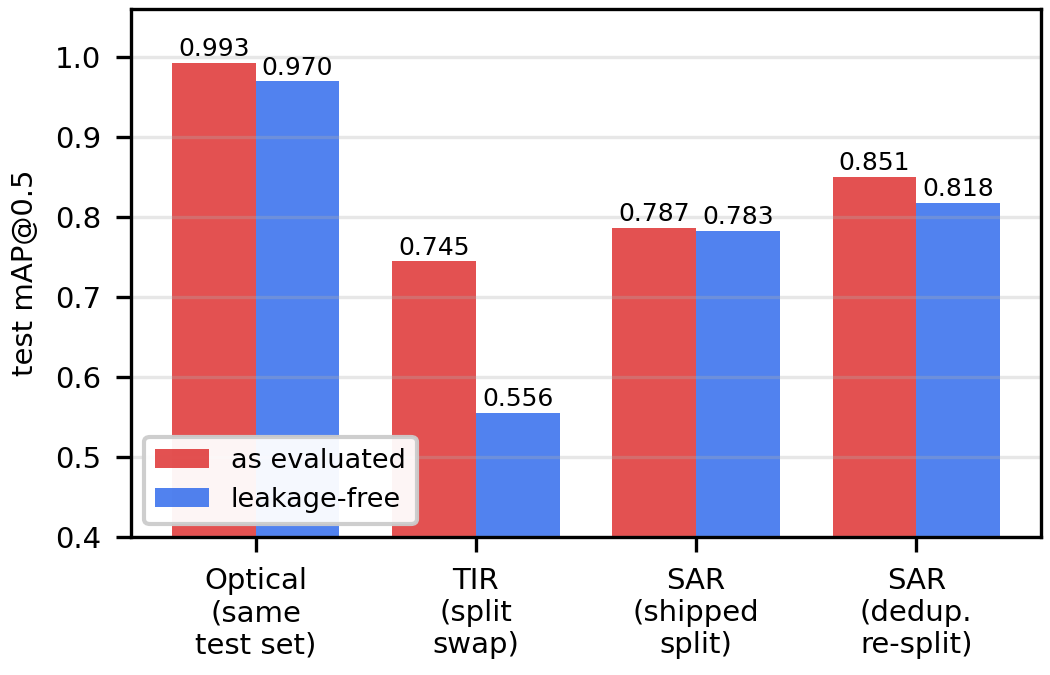 test mAP@0.5
1.0
0.9
0.8
0.7
0.6
0.5
0.4
0.993
0.970
0.745
0.556
0.787
0.783
0.851
0.818
as evaluated
leakage-free
Optical
(same
test set)
TIR
(split
swap)
SAR
(shipped
split)
SAR
(dedup.
re-split)